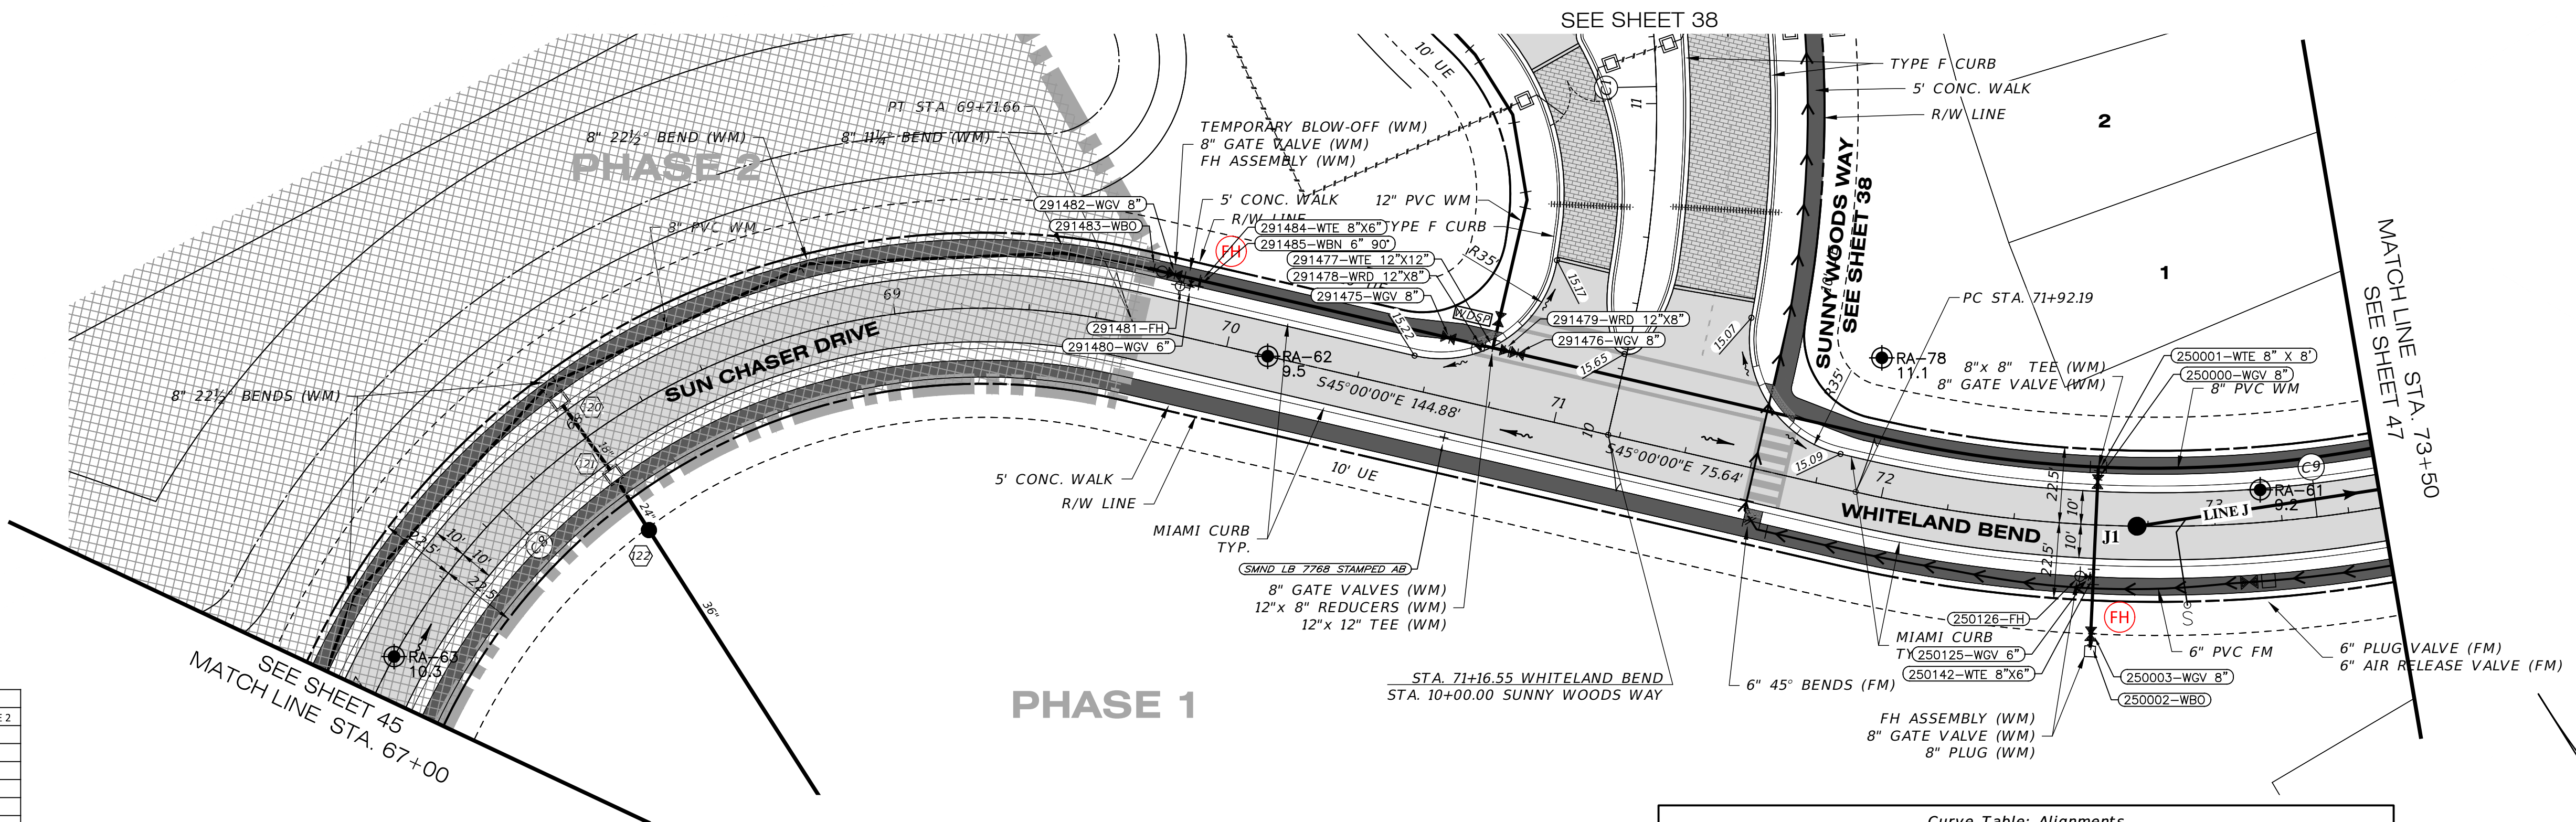 SEE SHEET 38
PHASE 2
PT STA 69+71.66
8" 22½° BEND (WM)
8" 11¼° BEND (WM)
8" PVC WM
8" 22½° BENDS (WM)
TEMPORARY BLOW-OFF (WM)
8" GATE VALVE (WM)
FH ASSEMBLY (WM)
291482-WGV 8"
291483-WBO
5' CONC. WALK
R/W LINE
FH
291484-WTE 8"X6"
291485-WBN 6" 90°
291477-WTE 12"X12"
291478-WRD 12"X8"
291475-WGV 8"
12" PVC WM
TYPE F CURB
10' UE
R35'
WDSP
15.17
15.22
291481-FH
291480-WGV 6"
291479-WRD 12"X8"
291476-WGV 8"
15.65
15.07
C1
11
TYPE F CURB
5' CONC. WALK
R/W LINE
SUNNY WOODS WAY
SEE SHEET 38
2
1
PC STA. 71+92.19
RA-78
11.1
R35'
15.09
8"x 8" TEE (WM)
8" GATE VALVE (WM)
250001-WTE 8" X 8'
250000-WGV 8"
8" PVC WM
MATCH LINE STA. 73+50
SEE SHEET 47
69
SUN CHASER DRIVE
70
RA-62
9.5
S45°00'00"E 144.88'
71
10
S45°00'00"E 75.64'
72
WHITELAND BEND
22.5'
10'
10'
22.5'
J1
73
LINE J
C9
RA-61
9.2
120
18"
121
24"
122
36"
C8
22.5'
10'
10'
22.5'
RA-63
10.3
SEE SHEET 45
MATCH LINE STA. 67+00
5' CONC. WALK
R/W LINE
10' UE
MIAMI CURB
TYP.
SMND LB 7768 STAMPED AB
8" GATE VALVES (WM)
12"x 8" REDUCERS (WM)
12"x 12" TEE (WM)
PHASE 1
STA. 71+16.55 WHITELAND BEND
STA. 10+00.00 SUNNY WOODS WAY
6" 45° BENDS (FM)
250126-FH
MIAMI CURB
250125-WGV 6"
250142-WTE 8"X6"
FH
S
6" PVC FM
250003-WGV 8"
250002-WBO
6" PLUG VALVE (FM)
6" AIR RELEASE VALVE (FM)
FH ASSEMBLY (WM)
8" GATE VALVE (WM)
8" PLUG (WM)
Curve Table: Alignments